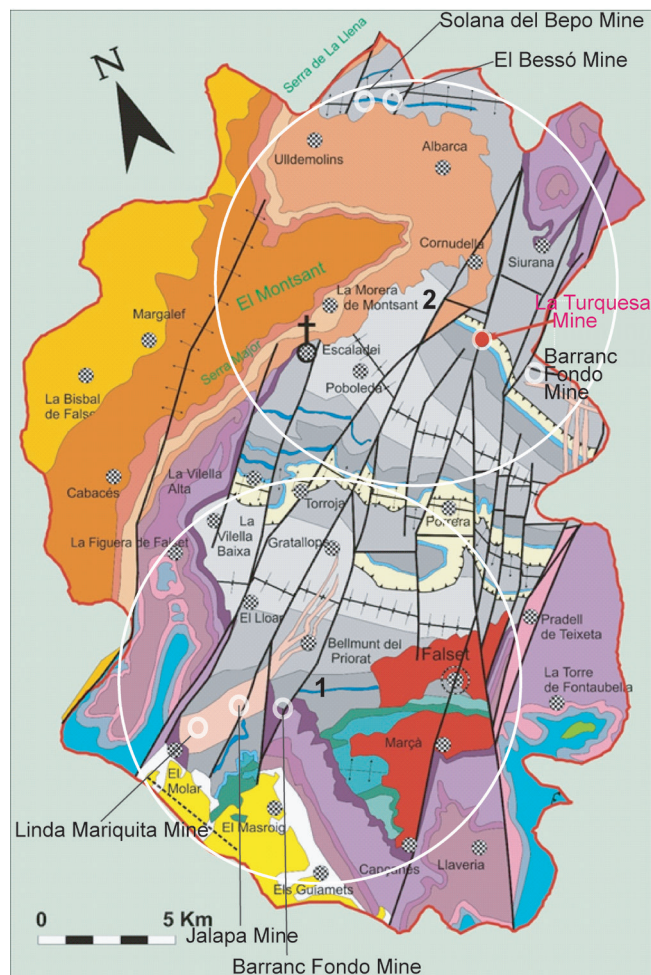 Solana del Bepo Mine
El Bessó Mine
Serra de La Llena
N
Ulldemolins
Albarca
Cornudella
Siurana
El Montsant
La Morera
de Montsant
2
La Turquesa
Mine
Margalef
Serra Major
Escaladei
Poboleda
Barranc
Fondo
Mine
La Bisbal
de Falset
Cabacés
La Vilella
Alta
La Vilella
Baixa
Torroja
Porrera
La Figuera de Falset
Gratallops
El Lloar
Bellmunt del
Priorat
Pradell
de Teixeta
Falset
La Torre
de Fontaubella
1
Marçà
El
Molar
Linda Mariquita Mine
El Masroig
Capçanes
Llaveria
Els Guiamets
0 5 Km
Jalapa Mine
Barranc Fondo Mine